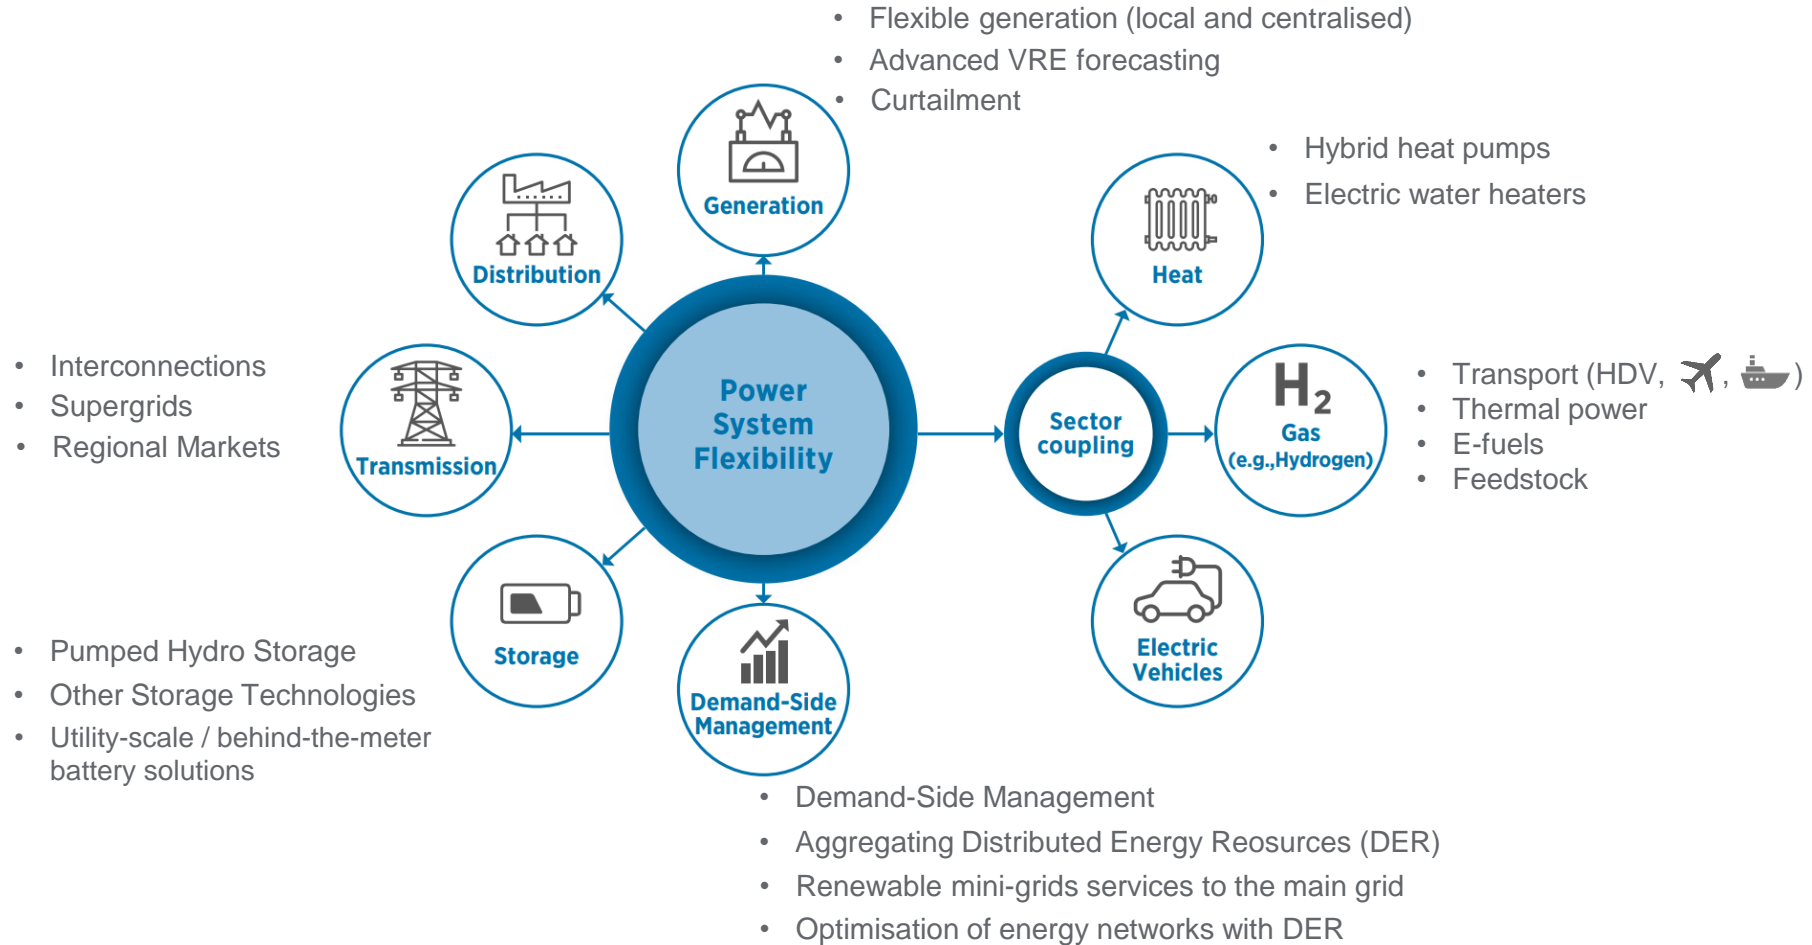 • Flexible generation (local and centralised)
• Advanced VRE forecasting
• Curtailment
Generation
• Hybrid heat pumps
• Electric water heaters
Heat
Distribution
• Interconnections
• Supergrids
• Regional Markets
Transmission
Power
System
Flexibility
Sector
coupling
H2
Gas
(e.g.,Hydrogen)
• Transport (HDV, , )
• Thermal power
• E-fuels
• Feedstock
• Pumped Hydro Storage
• Other Storage Technologies
• Utility-scale / behind-the-meter
battery solutions
Storage
Demand-Side
Management
Electric
Vehicles
• Demand-Side Management
• Aggregating Distributed Energy Reosurces (DER)
• Renewable mini-grids services to the main grid
• Optimisation of energy networks with DER